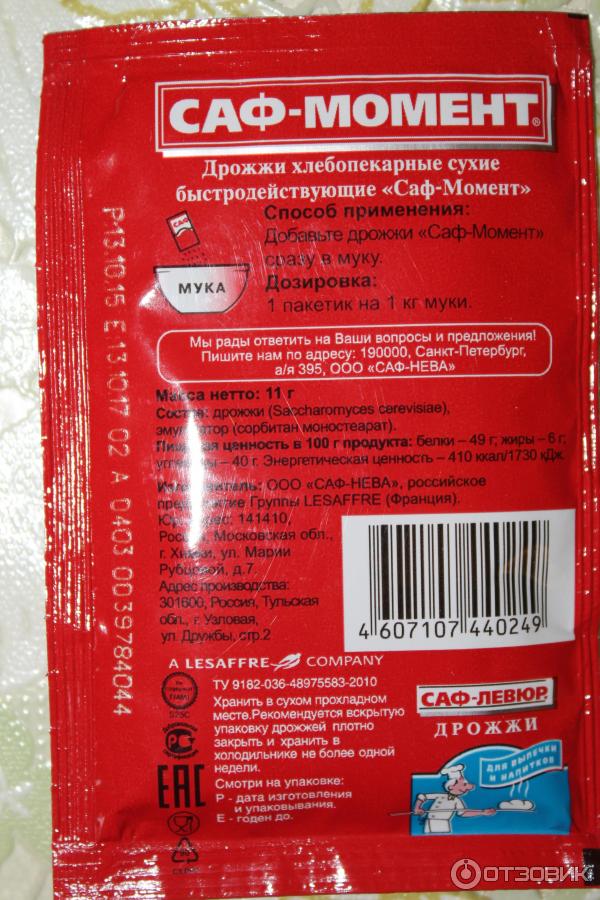 САФ-МОМЕНТ®
Дрожжи хлебопекарные сухие
быстродействующие «Саф-Момент»
САФ
МУКА
Способ применения:
Добавьте дрожжи «Саф-Момент»
сразу в муку.
Дозировка:
1 пакетик на 1 кг муки.
Мы рады ответить на Ваши вопросы и предложения!
Пишите нам по адресу: 190000, Санкт-Петербург,
а/я 395, ООО «САФ-НЕВА»
Масса нетто: 11 г
Состав: дрожжи (Saccharomyces cerevisiae),
эмульгатор (сорбитан моностеарат).
Пищевая ценность в 100 г продукта: белки – 49 г; жиры – 6 г;
углеводы – 40 г. Энергетическая ценность – 410 ккал/1730 кДж.
Изготовитель: ООО «САФ-НЕВА», российское
предприятие Группы LESAFFRE (Франция).
Юр. адрес: 141410,
Россия, Московская обл.,
г. Химки, ул. Марии
Рубцовой, д.7.
Адрес производства:
301600, Россия, Тульская
обл., г. Узловая,
ул. Дружбы, стр.2
4 607107 440249
A LESAFFRE COMPANY
ТУ 9182-036-48975583-2010
Хранить в сухом прохладном
месте.Рекомендуется вскрытую
упаковку дрожжей плотно
закрыть и хранить в
холодильнике не более одной
недели.
Смотри на упаковке:
P - дата изготовления
и упаковывания.
E - годен до.
EAC
САФ-ЛЕВЮР®
ДРОЖЖИ
ДЛЯ ВЫПЕЧКИ
И НАПИТКОВ
P13.10.15 E13.10.17 02 A 0403 0039784044
ОТЗОВИК